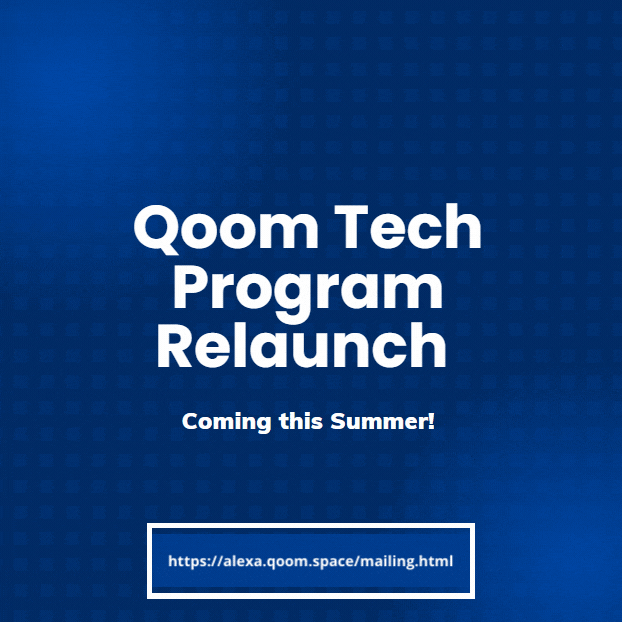 Qoom Tech
Program
Relaunch
Coming this Summer!
https://alexa.qoom.space/mailing.html